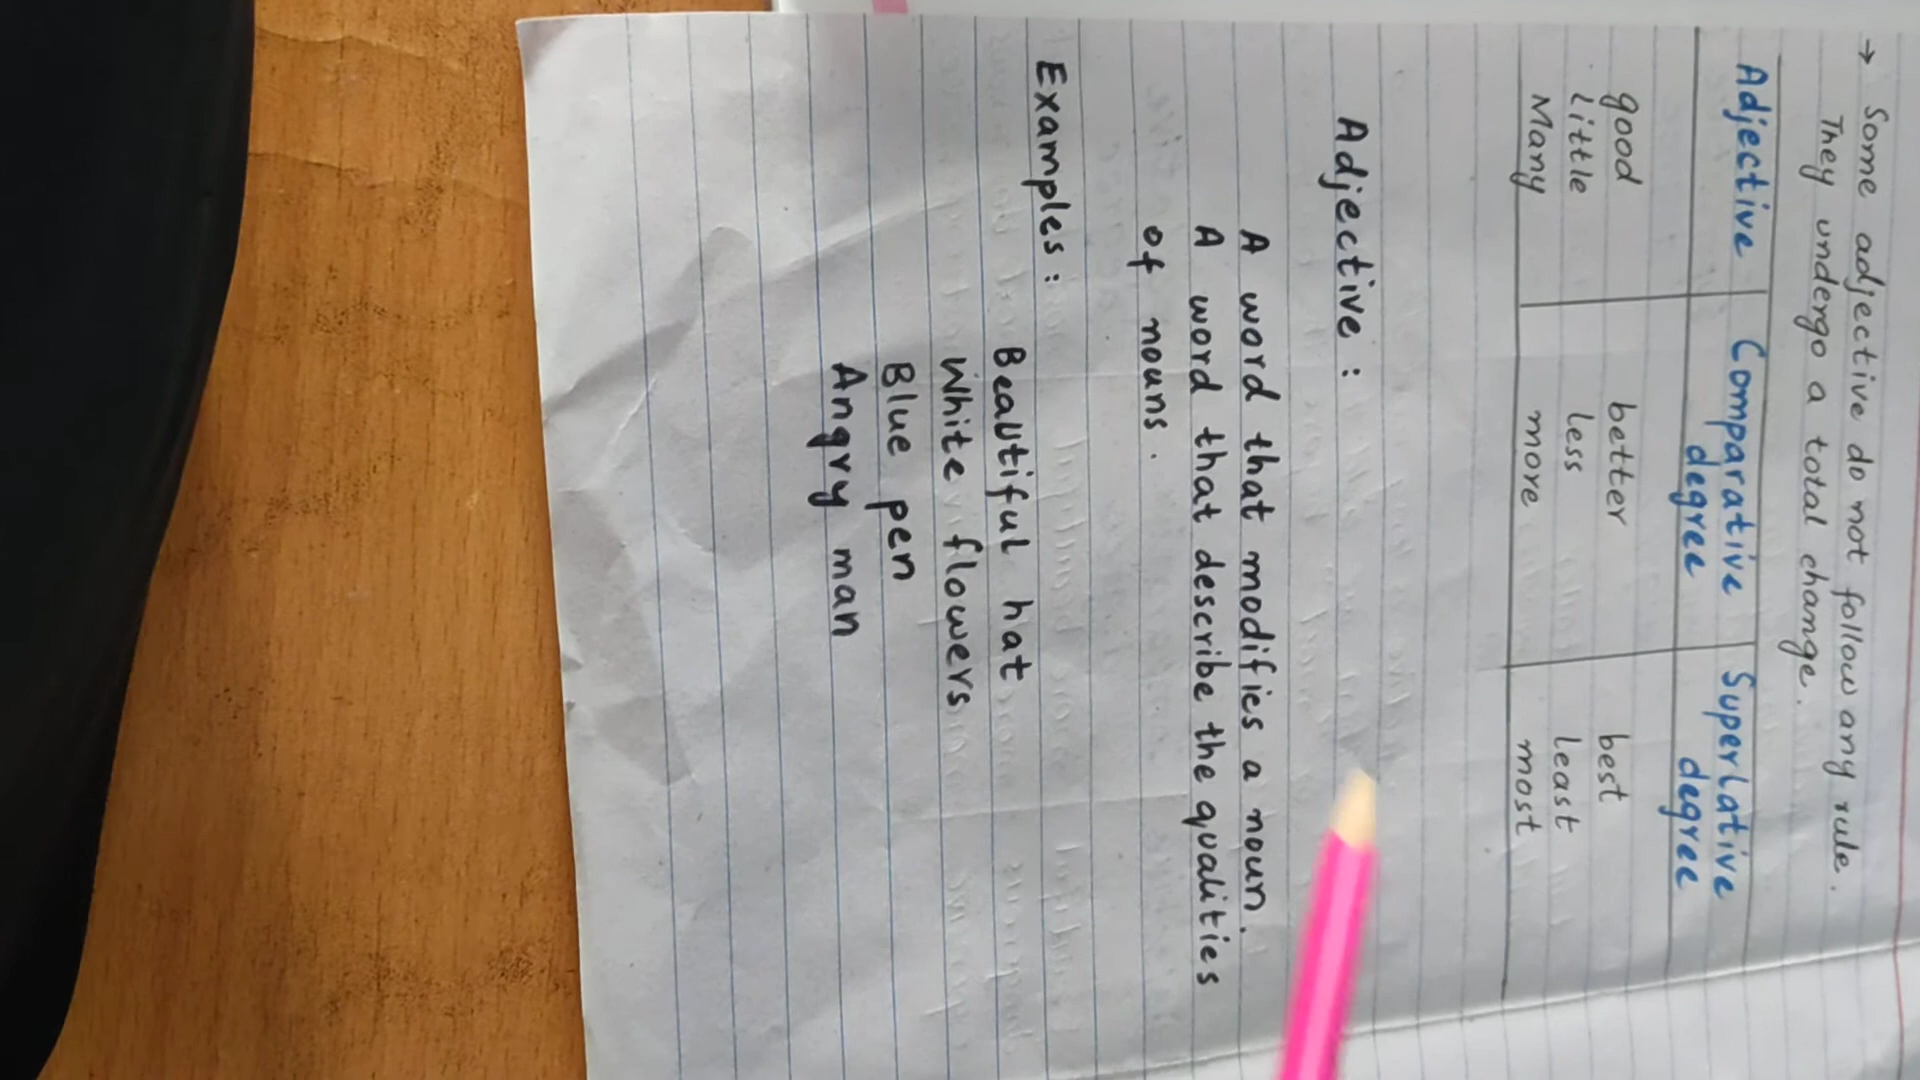 → Some adjective do not follow any rule.
They undergo a total change.
Adjective Comparative degree Superlative degree
good better best
little less least
Many more most
Adjective :
A word that modifies a noun.
A word that describe the qualities
of nouns.
Examples :
Beautiful hat
White flowers
Blue pen
Angry man